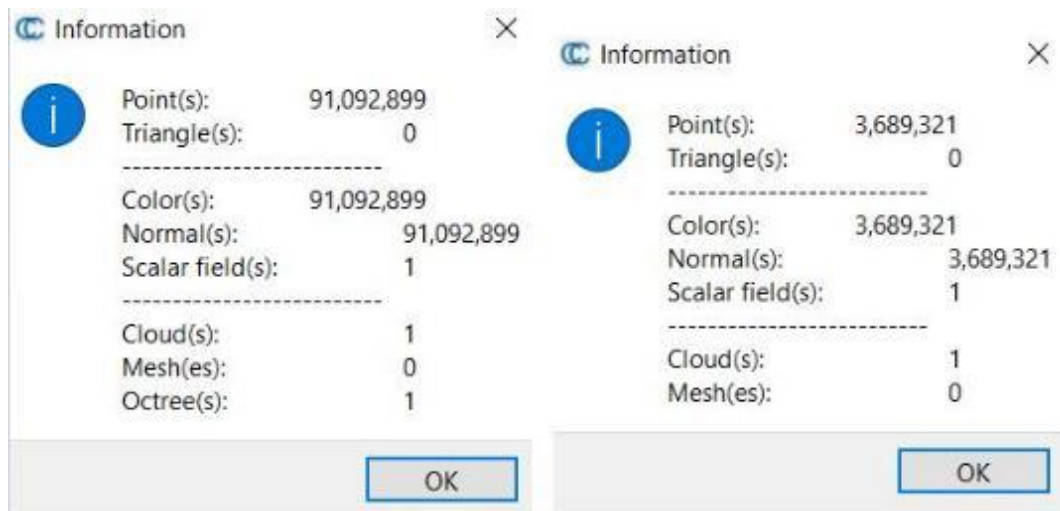 Information
Point(s): 91,092,899
Triangle(s): 0
---------------------------
Color(s): 91,092,899
Normal(s): 91,092,899
Scalar field(s): 1
---------------------------
Cloud(s): 1
Mesh(es): 0
Octree(s): 1
OK
Information
Point(s): 3,689,321
Triangle(s): 0
---------------------------
Color(s): 3,689,321
Normal(s): 3,689,321
Scalar field(s): 1
---------------------------
Cloud(s): 1
Mesh(es): 0
OK